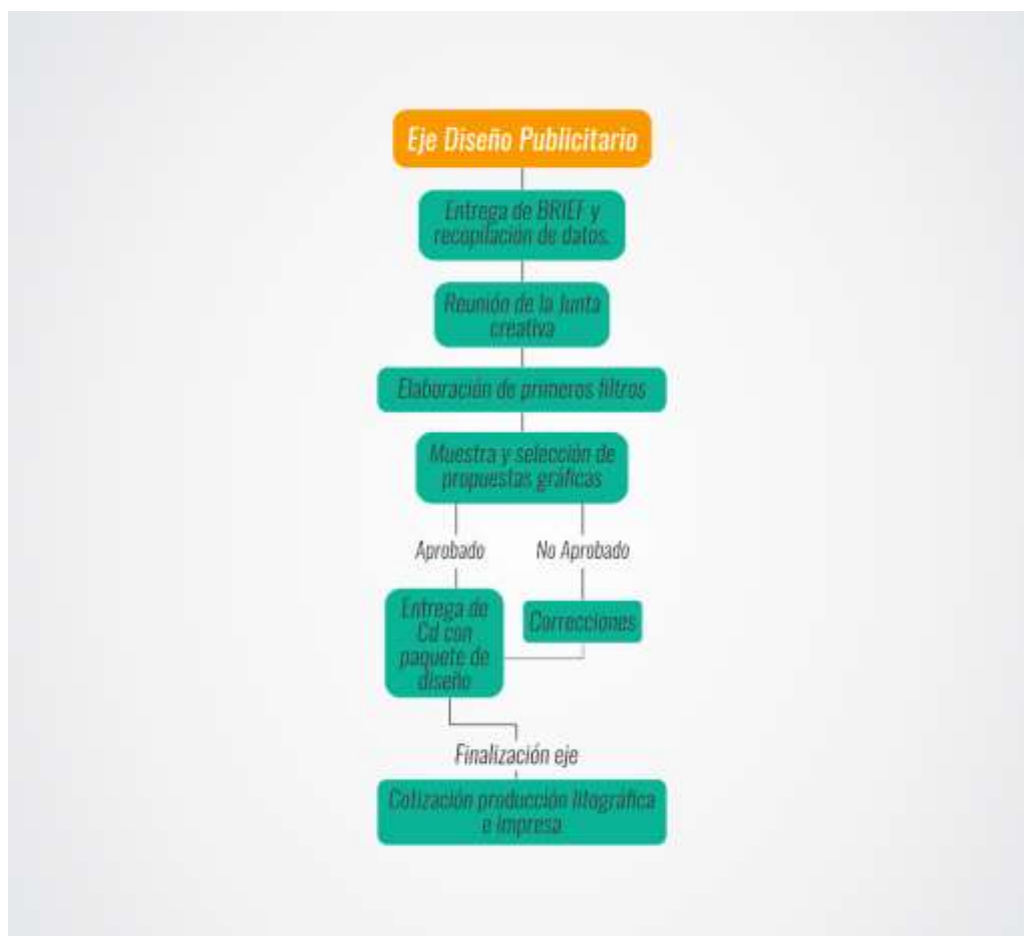 Eje Diseño Publicitario
Entrega de BRIEF y
recopilación de datos.
Reunión de la Junta
creativa
Elaboración de primeros filtros
Muestra y selección de
propuestas gráficas
Aprobado
No Aprobado
Entrega de
Cd con
paquete de
diseño
Correcciones
Finalización eje
Cotización producción litográfica
e impresa